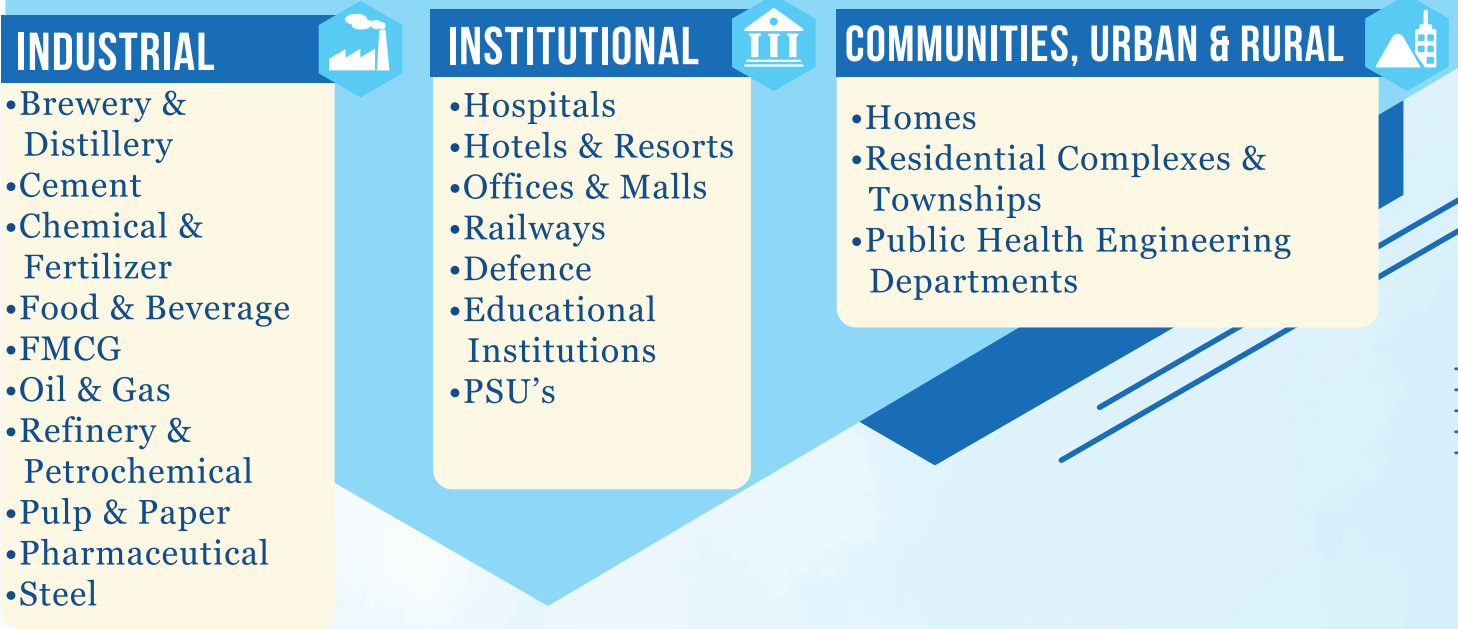 INDUSTRIAL
•Brewery &
Distillery
•Cement
•Chemical &
Fertilizer
•Food & Beverage
•FMCG
•Oil & Gas
•Refinery &
Petrochemical
•Pulp & Paper
•Pharmaceutical
•Steel
INSTITUTIONAL
•Hospitals
•Hotels & Resorts
•Offices & Malls
•Railways
•Defence
•Educational
Institutions
•PSU’s
COMMUNITIES, URBAN & RURAL
•Homes
•Residential Complexes &
Townships
•Public Health Engineering
Departments